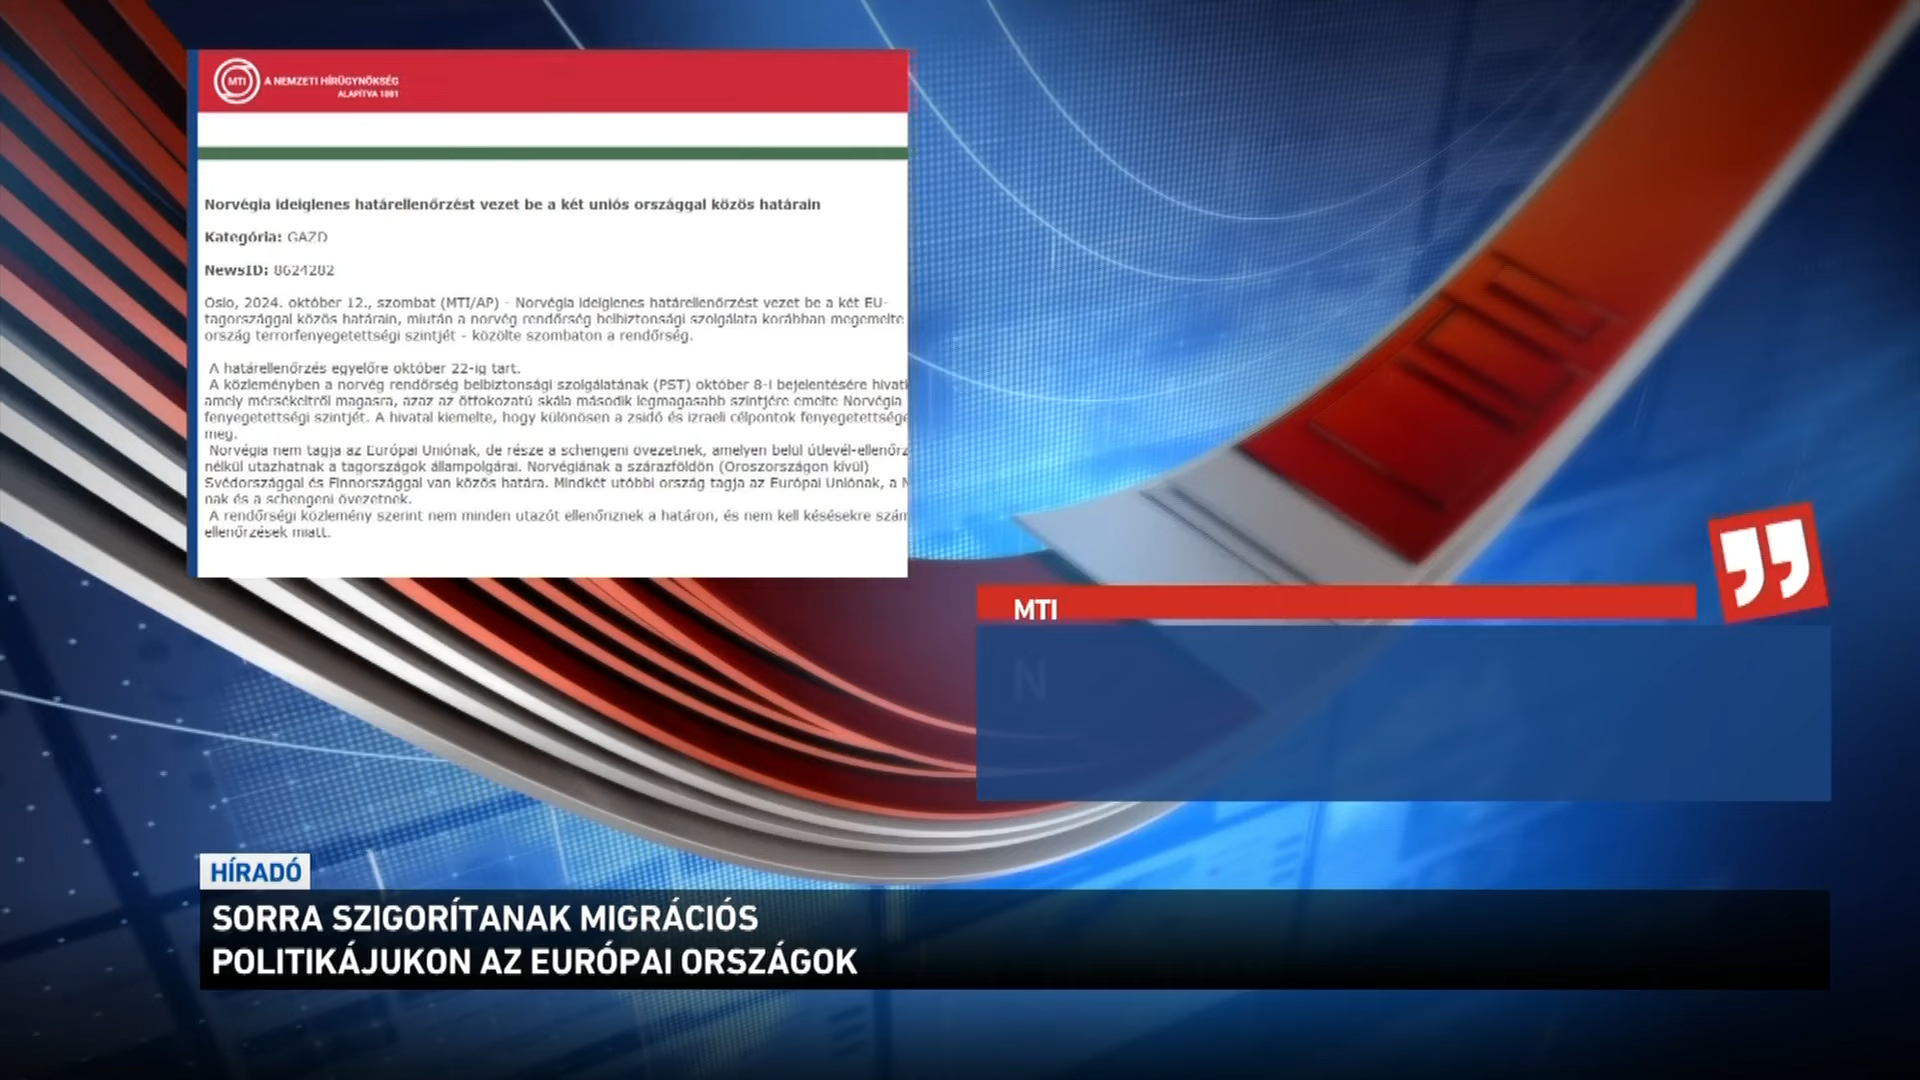 MTI
A NEMZETI HÍRÜGYNÖKSÉG
ALAPÍTVA 1881
Norvégia ideiglenes határellenőrzést vezet be a két uniós országgal közös határain
Kategória: GAZD
NewsID: 8624282
Oslo, 2024. október 12., szombat (MTI/AP) - Norvégia ideiglenes határellenőrzést vezet be a két EU-
tagországgal közös határain, miután a norvég rendőrség belbiztonsági szolgálata korábban megemelte
ország terrorfenyegetettségi szintjét - közölte szombaton a rendőrség.
A határellenőrzés egyelőre október 22-ig tart.
A közleményben a norvég rendőrség belbiztonsági szolgálatának (PST) október 8-i bejelentésére hivatk
amely mérsékeltről magasra, azaz az ötfokozatú skála második legmagasabb szintjére emelte Norvégia
fenyegetettségi szintjét. A hivatal kiemelte, hogy különösen a zsidó és izraeli célpontok fenyegetettsége
meg.
Norvégia nem tagja az Európai Uniónak, de része a schengeni övezetnek, amelyen belül útlevél-ellenőrz
nélkül utazhatnak a tagországok állampolgárai. Norvégiának a szárazföldön (Oroszországon kívül)
Svédországgal és Finnországgal van közös határa. Mindkét utóbbi ország tagja az Európai Uniónak, a N
nak és a schengeni övezetnek.
A rendőrségi közlemény szerint nem minden utazót ellenőriznek a határon, és nem kell késésekre szám
ellenőrzések miatt.
MTI
N
HÍRADÓ
SORRA SZIGORÍTANAK MIGRÁCIÓS
POLITIKÁJUKON AZ EURÓPAI ORSZÁGOK